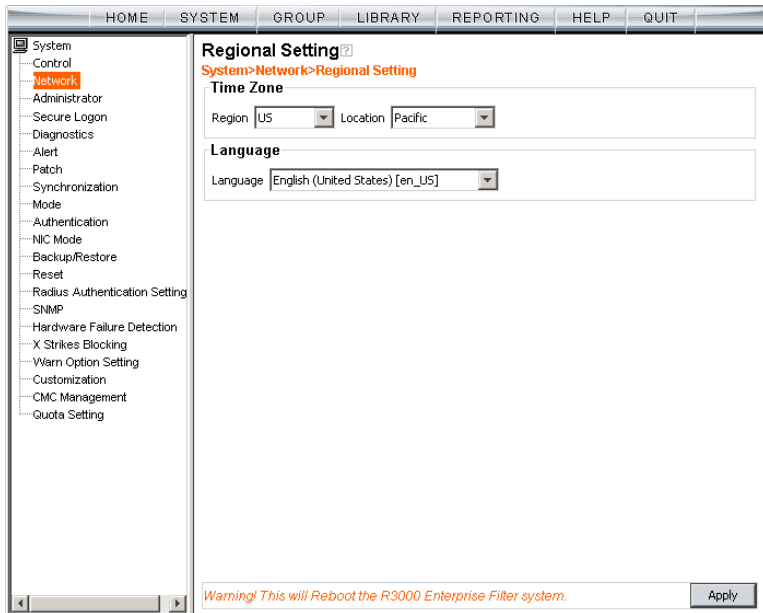 HOME SYSTEM GROUP LIBRARY REPORTING HELP QUIT
System
Control
Network
Administrator
Secure Logon
Diagnostics
Alert
Patch
Synchronization
Mode
Authentication
NIC Mode
Backup/Restore
Reset
Radius Authentication Setting
SNMP
Hardware Failure Detection
X Strikes Blocking
Warn Option Setting
Customization
CMC Management
Quota Setting
Regional Setting ?
System>Network>Regional Setting
Time Zone
Region US Location Pacific
Language
Language English (United States) [en_US]
Warning! This will Reboot the R3000 Enterprise Filter system. Apply